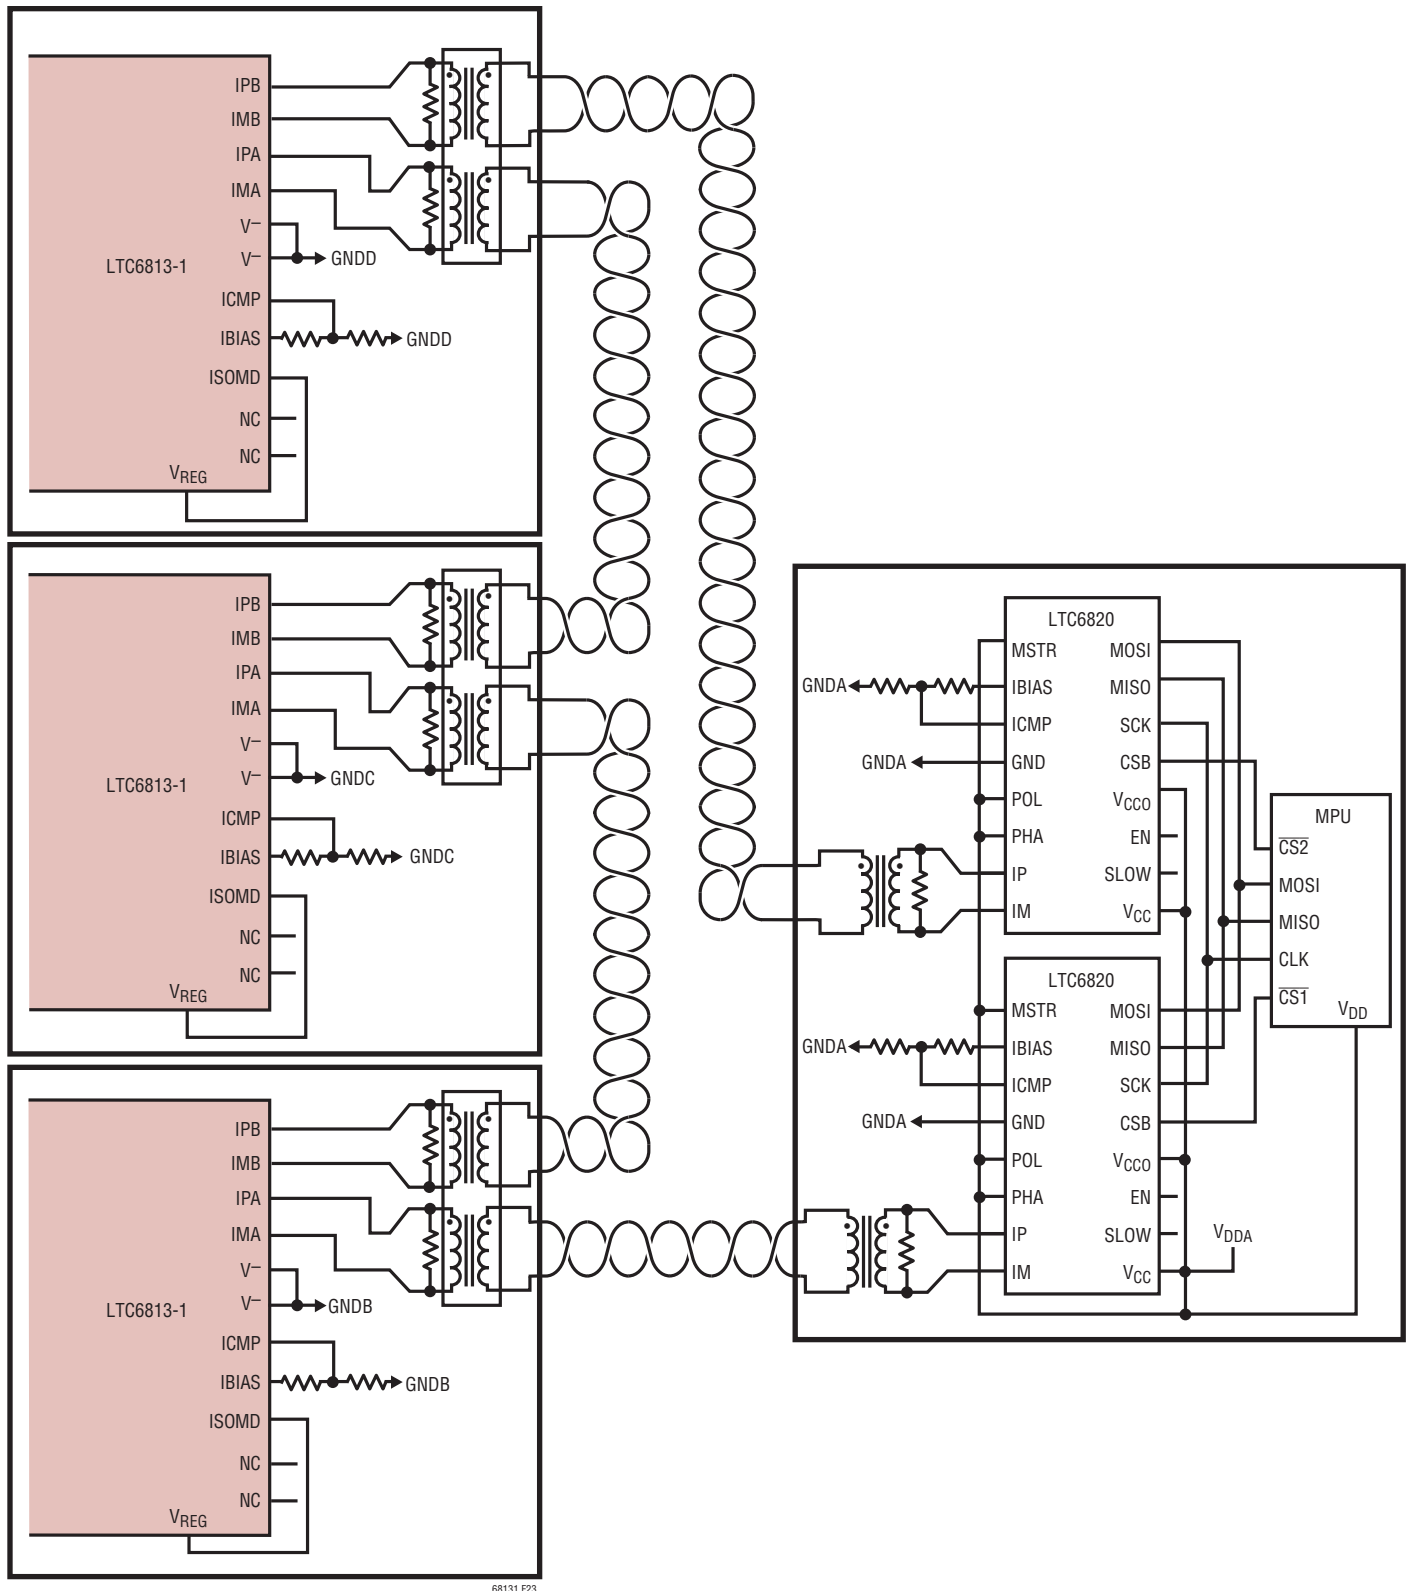 IPB
IMB
IPA
IMA
V–
V–
GNDD
LTC6813-1
ICMP
IBIAS
GNDD
ISOMD
NC
NC
VREG
IPB
IMB
IPA
IMA
V–
V–
GNDC
LTC6813-1
ICMP
IBIAS
GNDC
ISOMD
NC
NC
VREG
IPB
IMB
IPA
IMA
V–
V–
GNDB
LTC6813-1
ICMP
IBIAS
GNDB
ISOMD
NC
NC
VREG
LTC6820
MSTR MOSI
GNDA IBIAS MISO
ICMP SCK
GNDA GND CSB
POL VCCO
PHA EN
IP SLOW
IM VCC
MPU
CS2
MOSI
MISO
CLK
CS1
VDD
LTC6820
MSTR MOSI
GNDA IBIAS MISO
ICMP SCK
GNDA GND CSB
POL VCCO
PHA EN
IP SLOW
VDDA
IM VCC
68131 F23